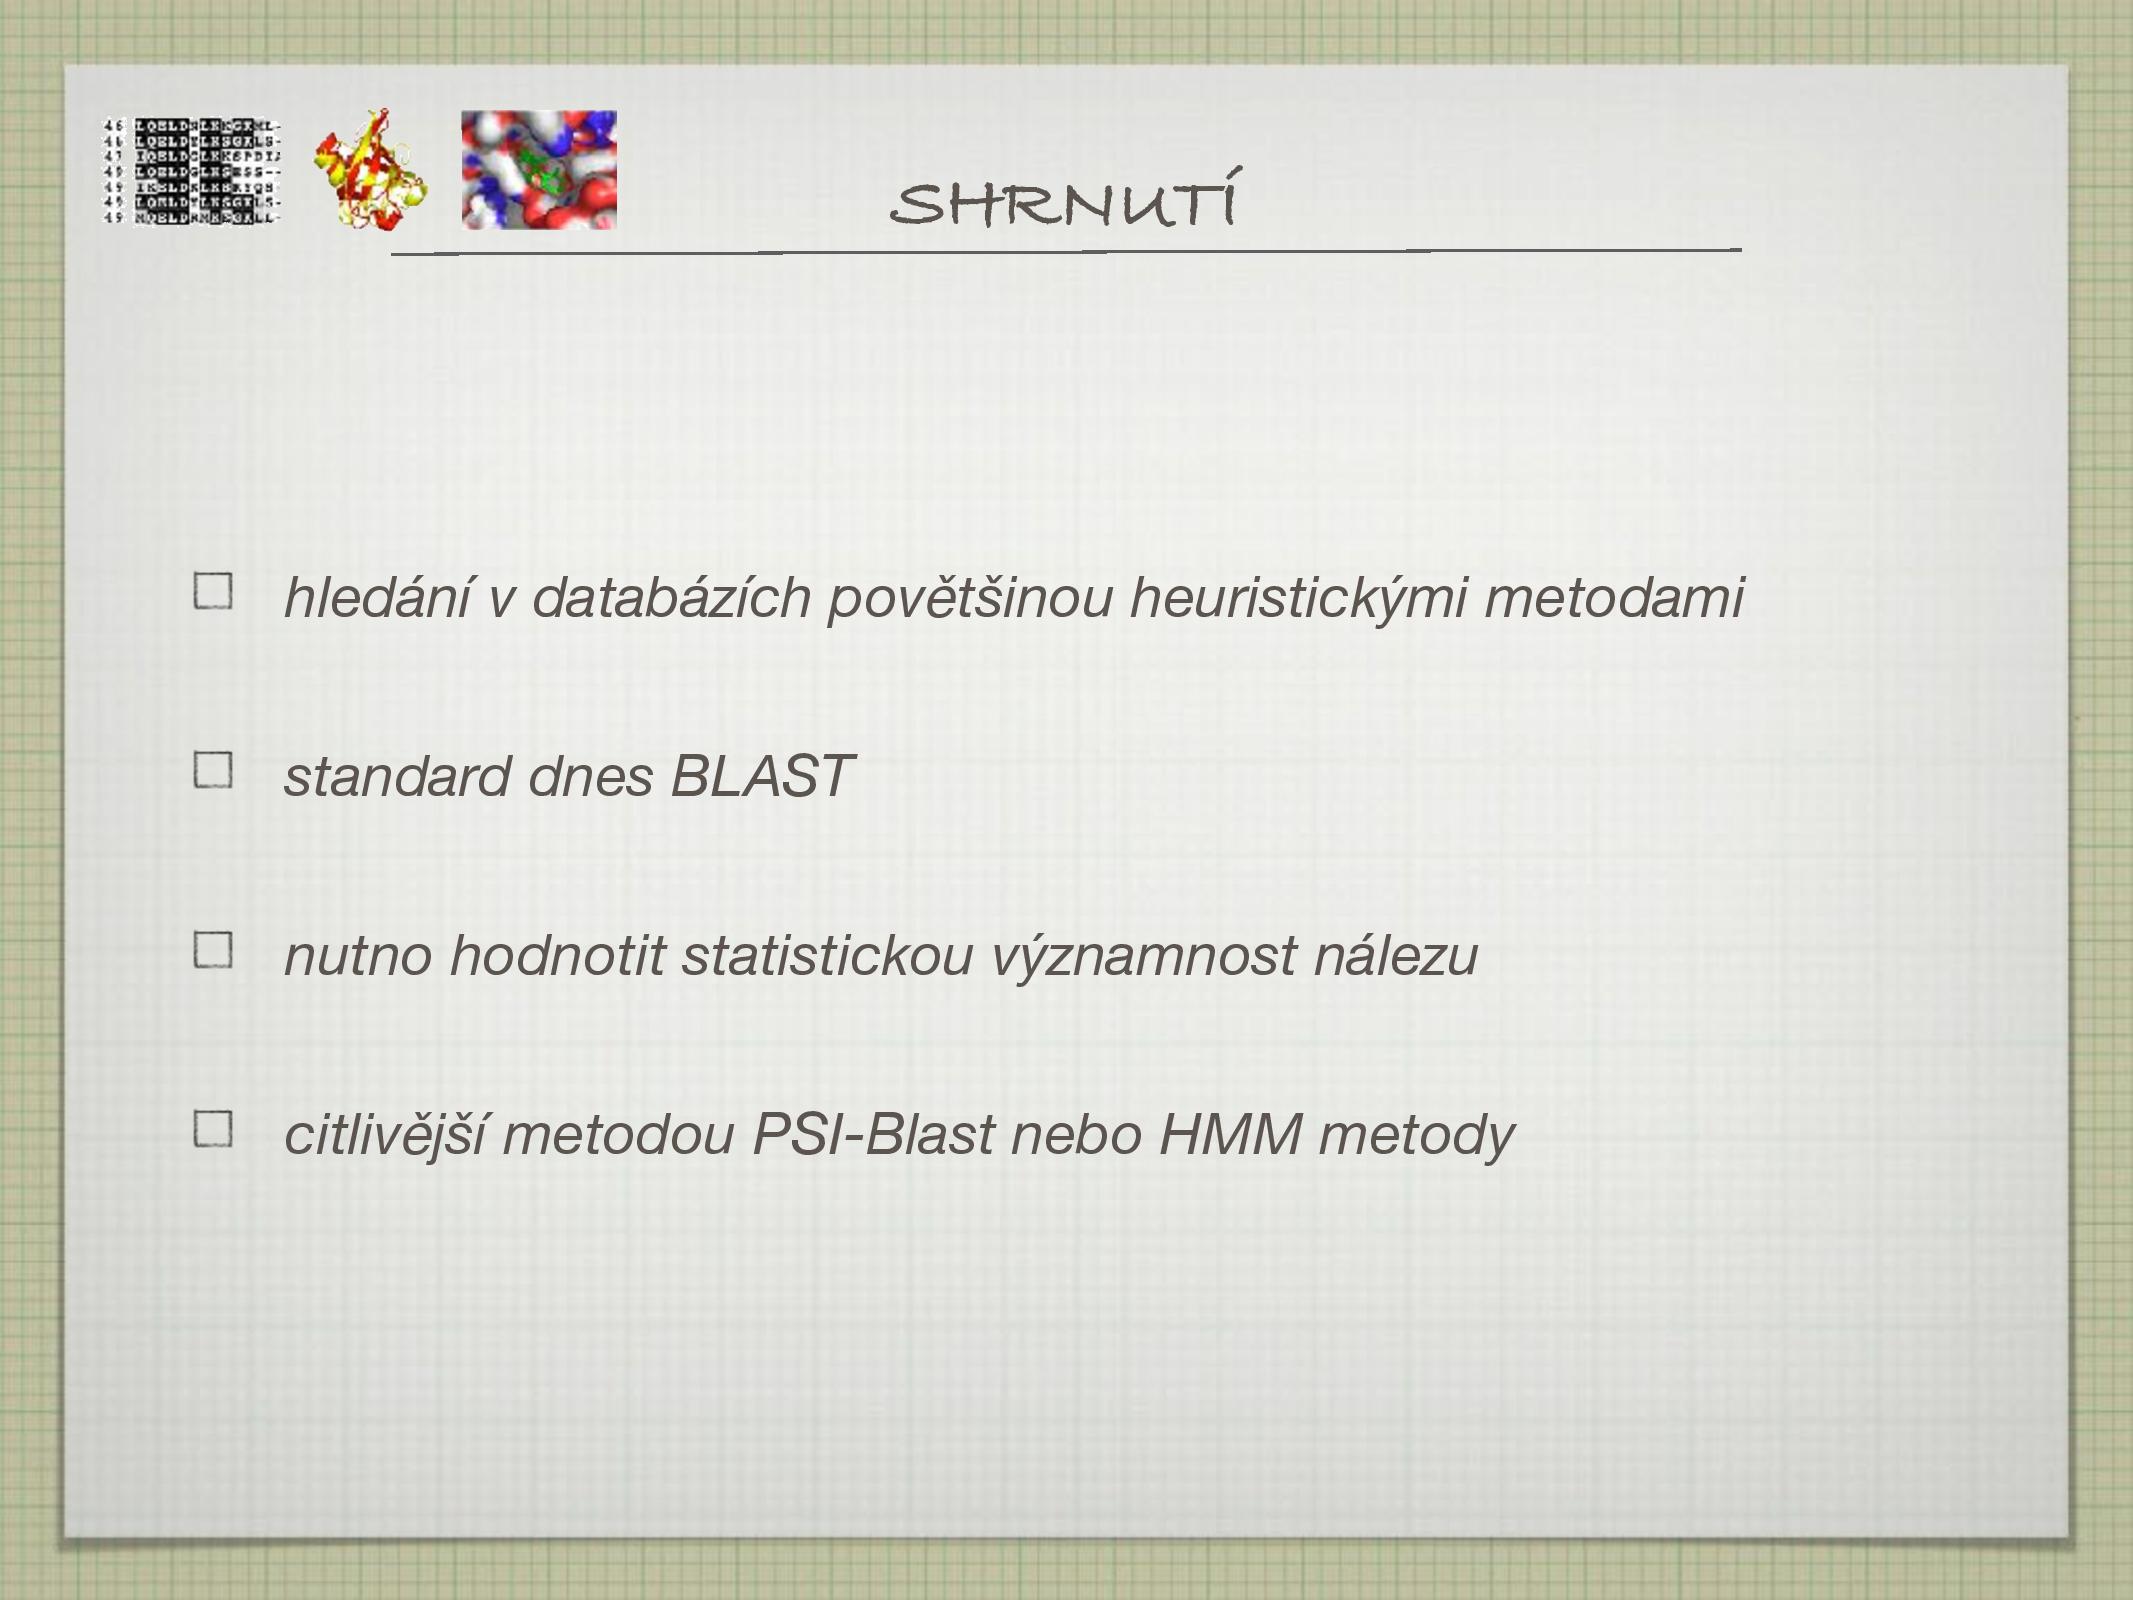 SHRNUTÍ
hledání v databázích povětšinou heuristickými metodami
standard dnes BLAST
nutno hodnotit statistickou významnost nálezu
citlivější metodou PSI-Blast nebo HMM metody